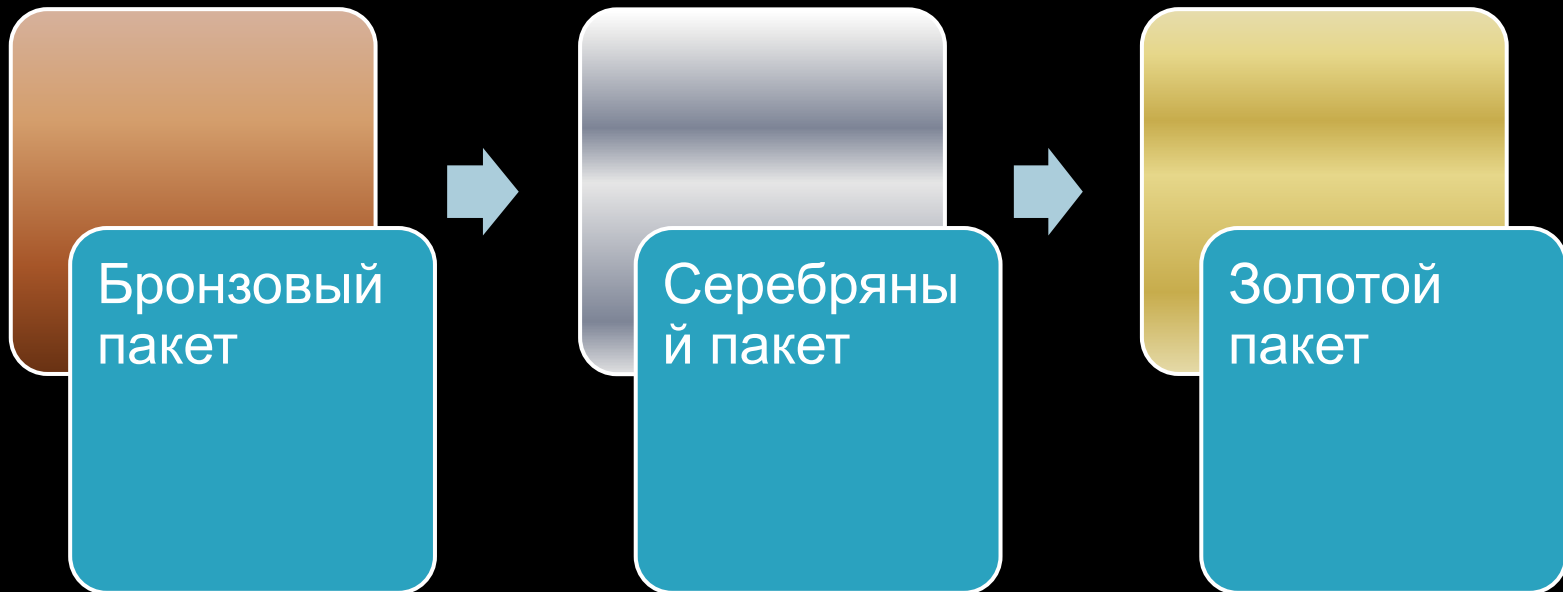 Бронзовый
пакет
Серебряны
й пакет
Золотой
пакет